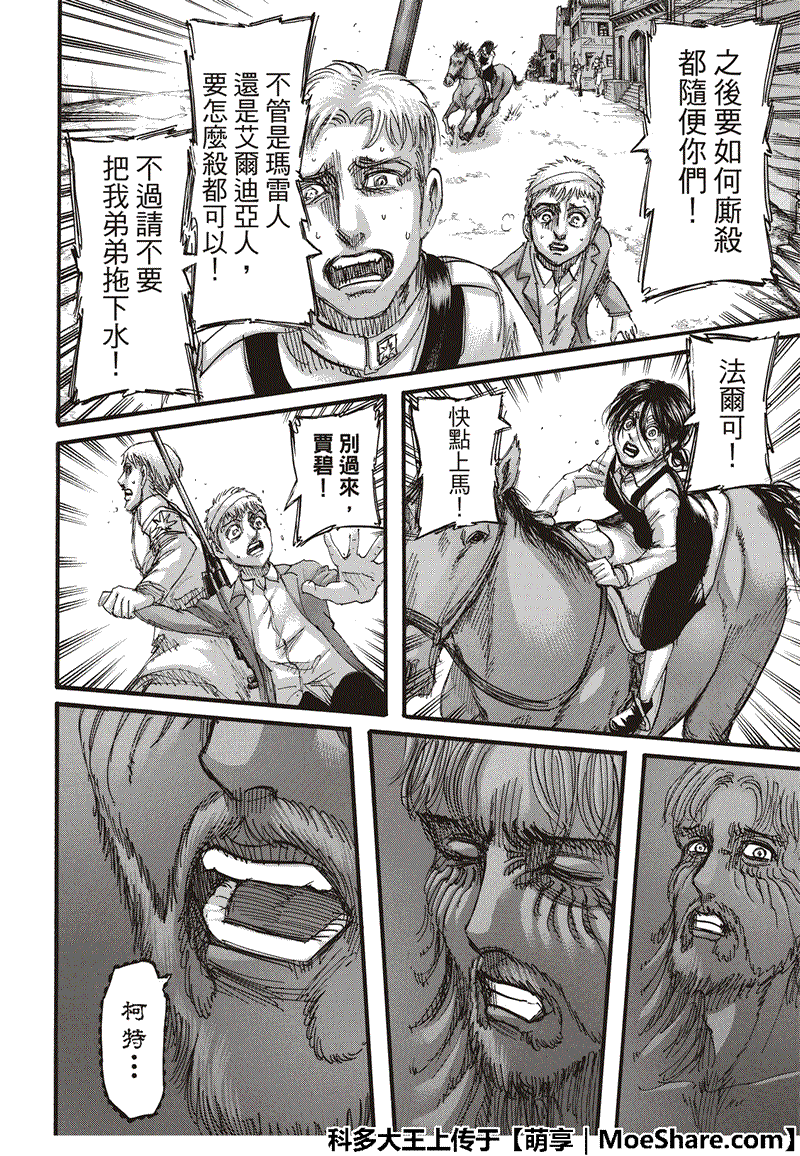 之後要如何廝殺
都隨便你們！
不管是瑪雷人
還是艾爾迪亞人，
要怎麼殺都可以！
不過請不要
把我弟弟拖下水！
法爾可！
快點上馬！
別過來，
賈碧！
柯特…
科多大王上传于【萌享｜MoeShare.com】